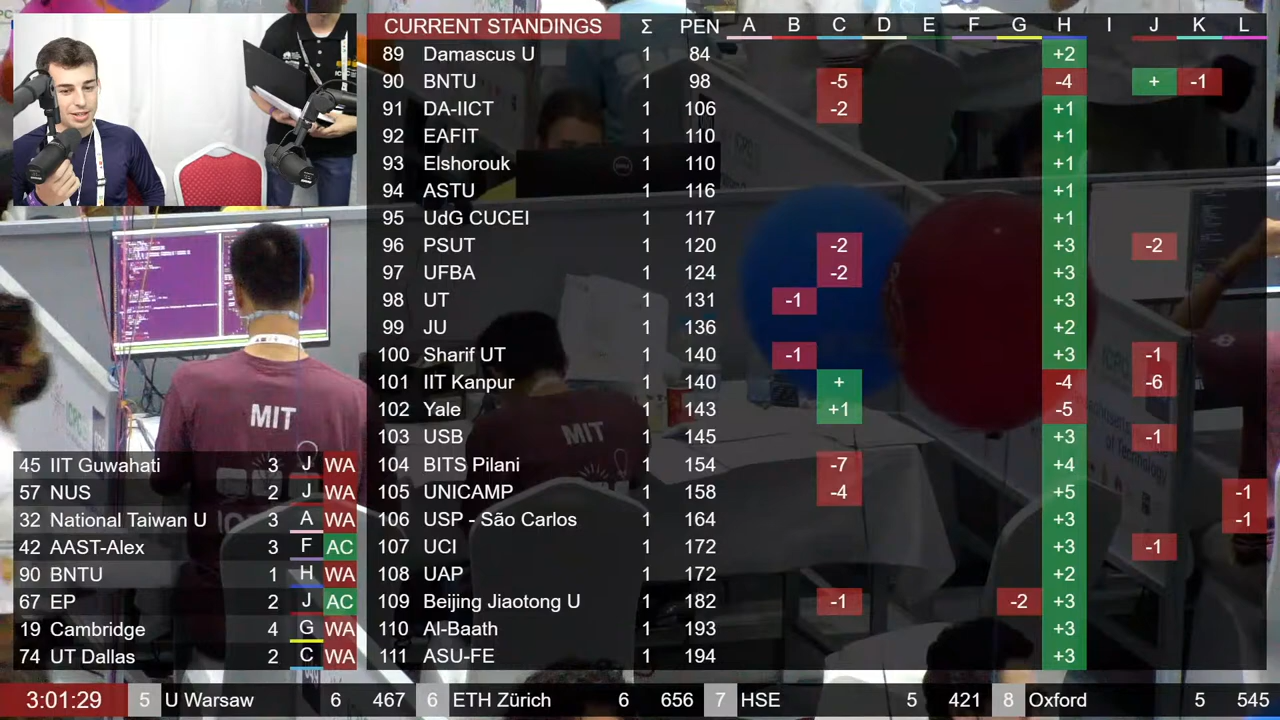 CURRENT STANDINGS Σ PEN A B C D E F G H I J K L
89 Damascus U 1 84 +2
90 BNTU 1 98 -5 -4 + -1
91 DA-IICT 1 106 -2 +1
92 EAFIT 1 110 +1
93 Elshorouk 1 110 +1
94 ASTU 1 116 +1
95 UdG CUCEI 1 117 +1
96 PSUT 1 120 -2 +3 -2
97 UFBA 1 124 -2 +3
98 UT 1 131 -1 +3
99 JU 1 136 +2
100 Sharif UT 1 140 -1 +3 -1
101 IIT Kanpur 1 140 + -4 -6
102 Yale 1 143 +1 -5
103 USB 1 145 +3 -1
104 BITS Pilani 1 154 -7 +4
105 UNICAMP 1 158 -4 +5 -1
106 USP - São Carlos 1 164 +3 -1
107 UCI 1 172 +3 -1
108 UAP 1 172 +2
109 Beijing Jiaotong U 1 182 -1 -2 +3
110 Al-Baath 1 193 +3
111 ASU-FE 1 194 +3
MIT
MIT
45 IIT Guwahati 3 J WA
57 NUS 2 J WA
32 National Taiwan U 3 A WA
42 AAST-Alex 3 F AC
90 BNTU 1 H WA
67 EP 2 J AC
19 Cambridge 4 G WA
74 UT Dallas 2 C WA
3:01:29 5 U Warsaw 6 467 6 ETH Zürich 6 656 7 HSE 5 421 8 Oxford 5 545